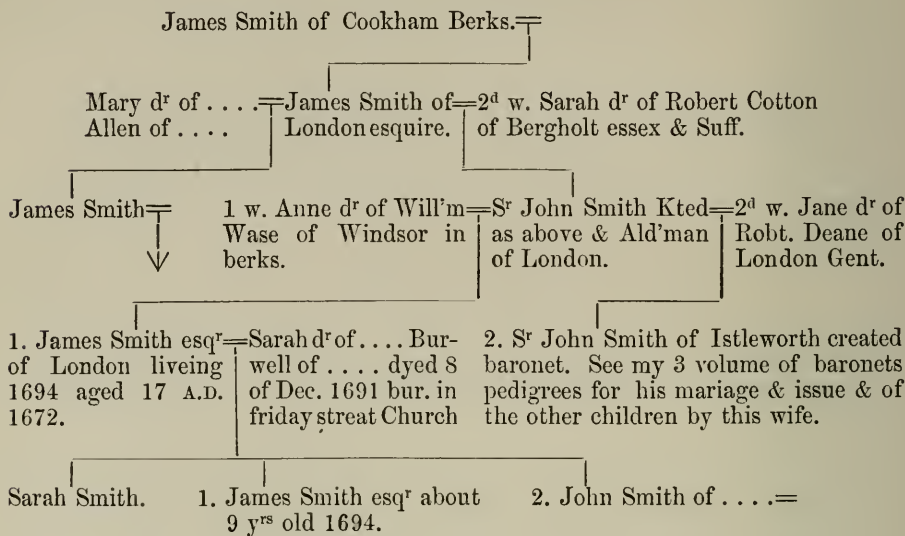 James Smith of Cookham Berks.=
Mary dʳ of . . . .=James Smith of=2ᵈ w. Sarah dʳ of Robert Cotton
Allen of . . . . London esquire. of Bergholt essex & Suff.
James Smith= 1 w. Anne dʳ of Will'm=Sʳ John Smith Kted=2ᵈ w. Jane dʳ of
Wase of Windsor in as above & Ald'man Robt. Deane of
berks. of London. London Gent.
1. James Smith esqʳ=Sarah dʳ of . . . . Bur- 2. Sʳ John Smith of Istleworth created
of London liveing well of . . . . dyed 8 baronet. See my 3 volume of baronets
1694 aged 17 A.D. of Dec. 1691 bur. in pedigrees for his mariage & issue & of
1672. friday streat Church the other children by this wife.
Sarah Smith. 1. James Smith esqʳ about 2. John Smith of . . . .=
9 yʳˢ old 1694.